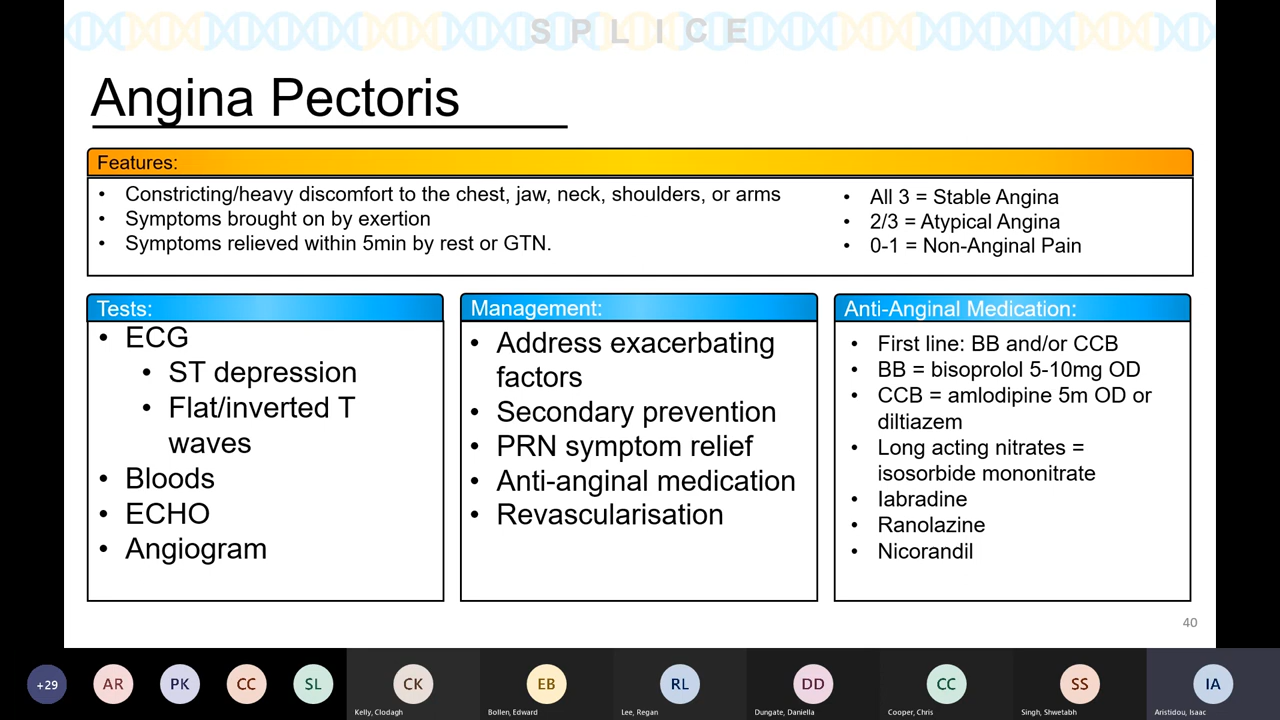 SPLICE
Angina Pectoris
Features:
• Constricting/heavy discomfort to the chest, jaw, neck, shoulders, or arms
• Symptoms brought on by exertion
• Symptoms relieved within 5min by rest or GTN.
• All 3 = Stable Angina
• 2/3 = Atypical Angina
• 0-1 = Non-Anginal Pain
Tests:
• ECG
• ST depression
• Flat/inverted T
waves
• Bloods
• ECHO
• Angiogram
Management:
• Address exacerbating
factors
• Secondary prevention
• PRN symptom relief
• Anti-anginal medication
• Revascularisation
Anti-Anginal Medication:
• First line: BB and/or CCB
• BB = bisoprolol 5-10mg OD
• CCB = amlodipine 5m OD or
diltiazem
• Long acting nitrates =
isosorbide mononitrate
• Iabradine
• Ranolazine
• Nicorandil
40
+29
AR
PK
CC
SL
CK
Kelly, Clodagh
EB
Bollen, Edward
RL
Lee, Regan
DD
Dungate, Daniella
CC
Cooper, Chris
SS
Singh, Shwetabh
IA
Aristidou, Isaac